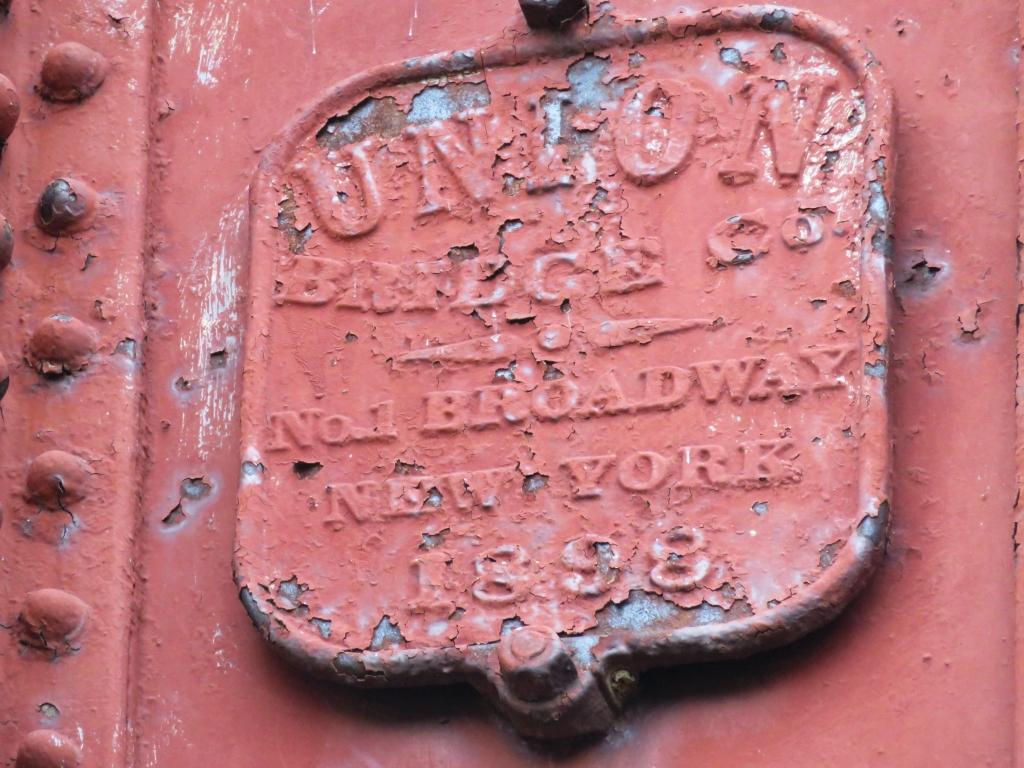 UNION
BRIDGE Co.
No. 1 BROADWAY
NEW YORK
1898